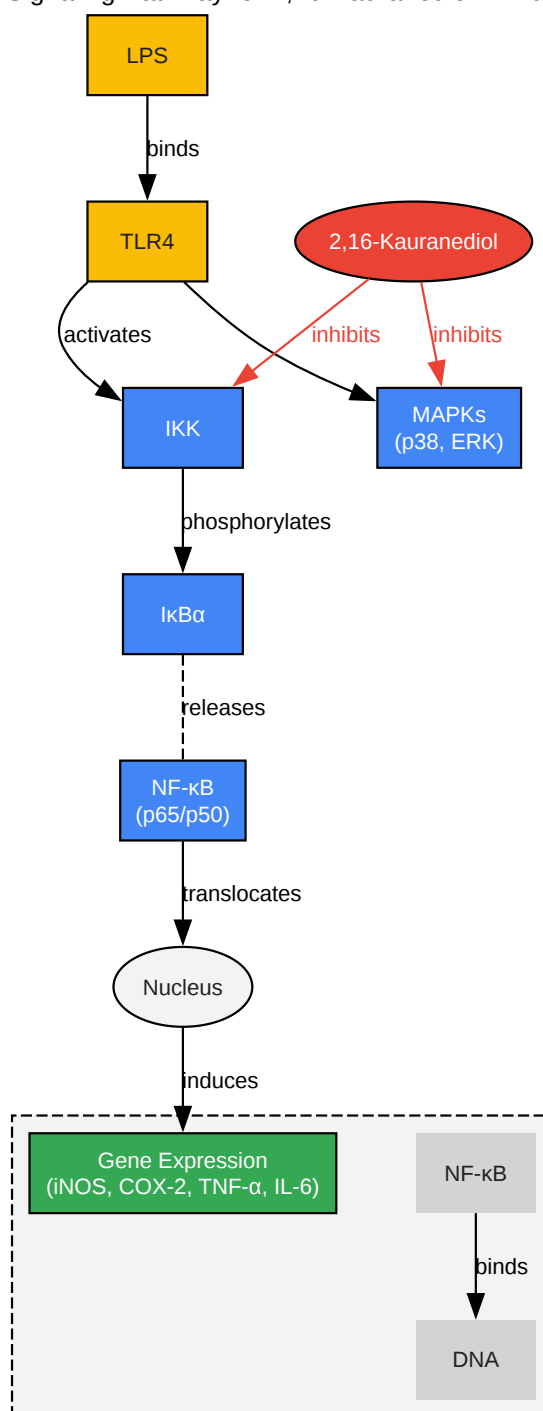 LPS
binds
TLR4
2,16-Kauranediol
activates
inhibits
inhibits
IKK
MAPKs
(p38, ERK)
phosphorylates
IκBα
releases
NF-κB
(p65/p50)
translocates
Nucleus
induces
Gene Expression
(iNOS, COX-2, TNF-α, IL-6)
NF-κB
binds
DNA